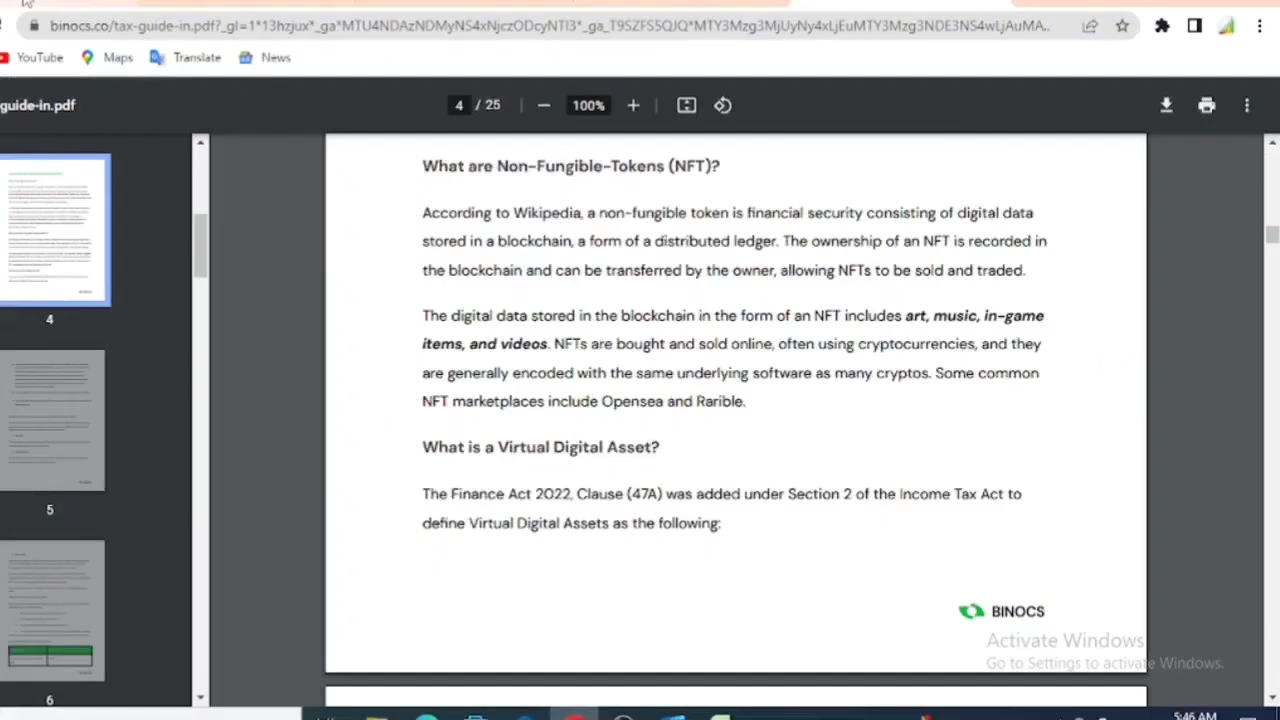 binocs.co/tax-guide-in.pdf?_gl=1*13hzjux*_ga*MTU4NDAzNDMyNS4xNjczODcyNTI3*_ga_T9SZFS5QJQ*MTY3Mzg3MjUyNy4xLjEuMTY3Mzg3NDE3NS4wLjAuMA..
YouTube Maps Translate News
guide-in.pdf 4 / 25 100%
What are Non-Fungible-Tokens (NFT)?
According to Wikipedia, a non-fungible token is financial security consisting of digital data
stored in a blockchain, a form of a distributed ledger. The ownership of an NFT is recorded in
the blockchain and can be transferred by the owner, allowing NFTs to be sold and traded.
The digital data stored in the blockchain in the form of an NFT includes art, music, in-game
items, and videos. NFTs are bought and sold online, often using cryptocurrencies, and they
are generally encoded with the same underlying software as many cryptos. Some common
NFT marketplaces include Opensea and Rarible.
What is a Virtual Digital Asset?
The Finance Act 2022, Clause (47A) was added under Section 2 of the Income Tax Act to
define Virtual Digital Assets as the following:
BINOCS
4
5
6
Activate Windows
Go to Settings to activate Windows.
5:46 AM